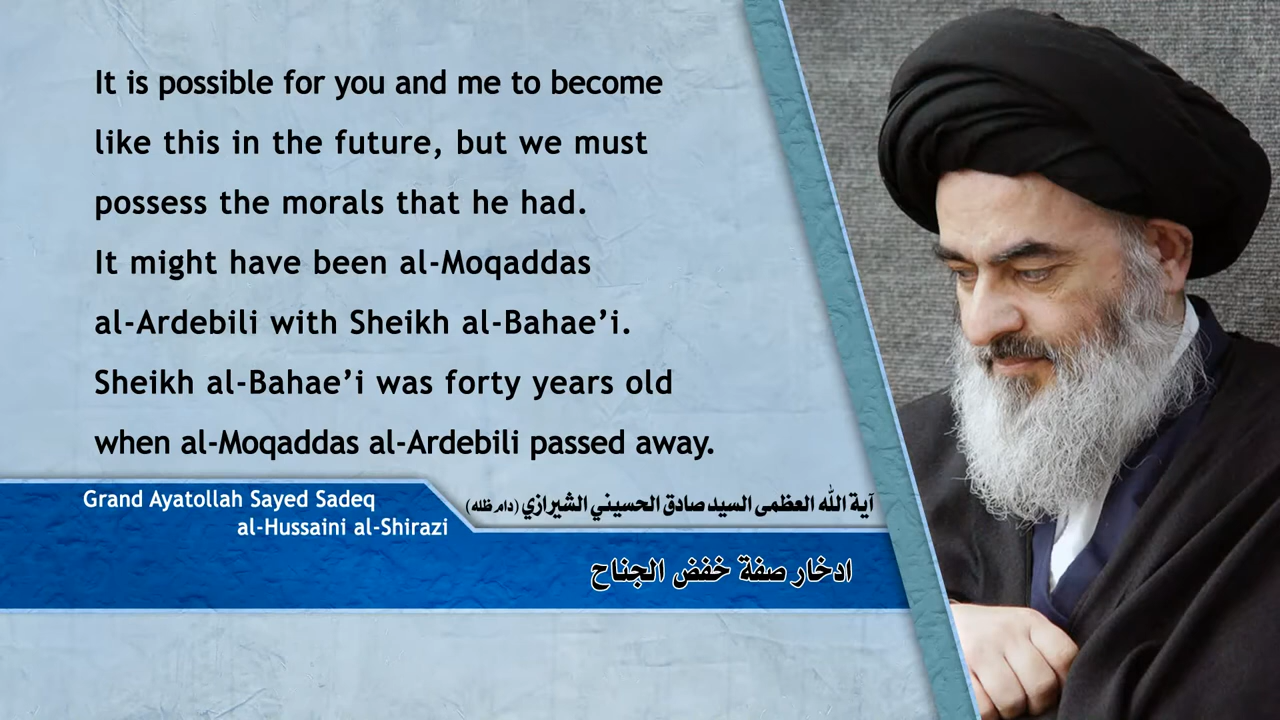 It is possible for you and me to become
like this in the future, but we must
possess the morals that he had.
It might have been al-Moqaddas
al-Ardebili with Sheikh al-Bahae’i.
Sheikh al-Bahae’i was forty years old
when al-Moqaddas al-Ardebili passed away.
Grand Ayatollah Sayed Sadeq
al-Hussaini al-Shirazi
آية الله العظمى السيد صادق الحسيني الشيرازي (دام ظله)
ادخار صفة خفض الجناح